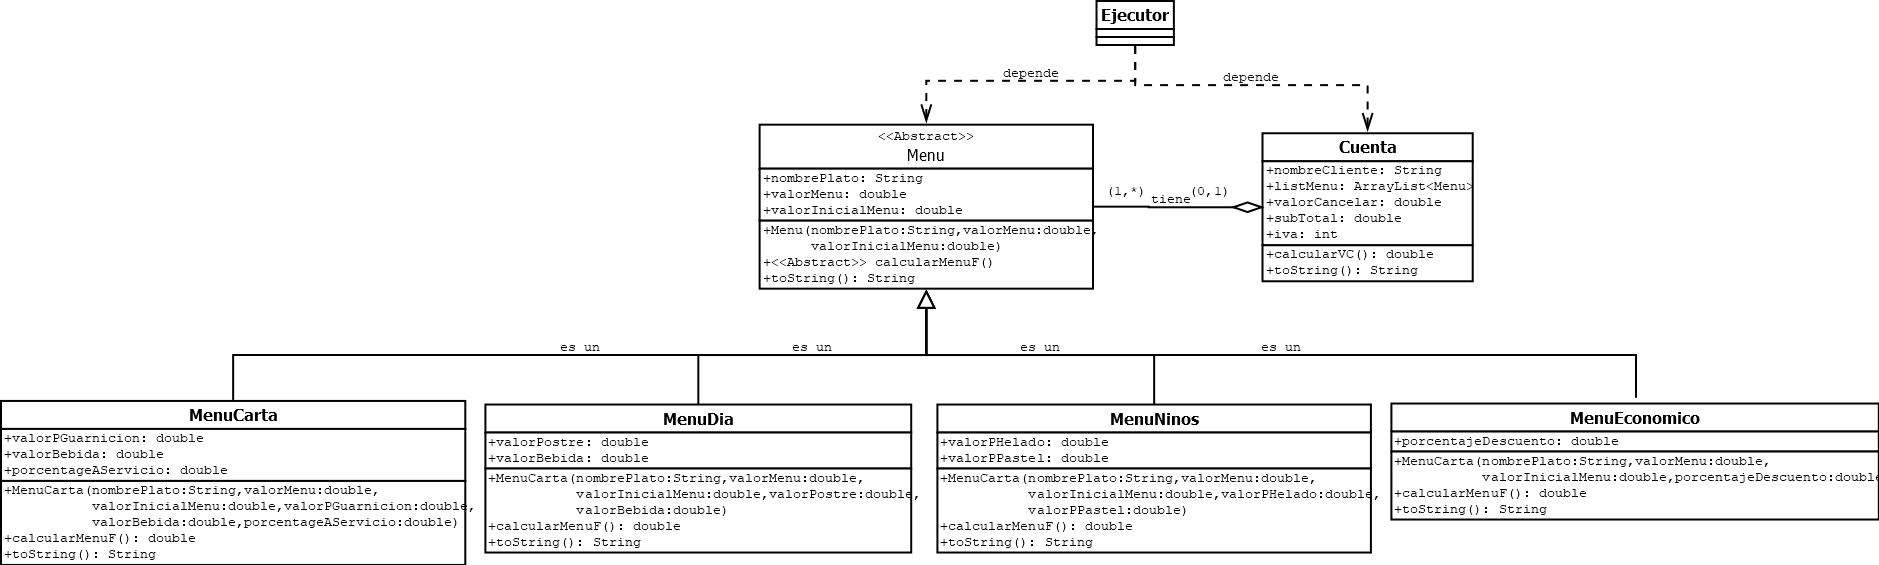 Ejecutor
depende
depende
<<Abstract>>
Menu
+nombrePlato: String
+valorMenu: double
+valorInicialMenu: double
+Menu(nombrePlato:String,valorMenu:double,
valorInicialMenu:double)
+<<Abstract>> calcularMenuF()
+toString(): String
(1,*)
tiene
(0,1)
Cuenta
+nombreCliente: String
+listMenu: ArrayList<Menu>
+valorCancelar: double
+subTotal: double
+iva: int
+calcularVC(): double
+toString(): String
es un
es un
es un
es un
MenuCarta
+valorPGuarnicion: double
+valorBebida: double
+porcentageAServicio: double
+MenuCarta(nombrePlato:String,valorMenu:double,
valorInicialMenu:double,valorPGuarnicion:double,
valorBebida:double,porcentageAServicio:double)
+calcularMenuF(): double
+toString(): String
MenuDia
+valorPostre: double
+valorBebida: double
+MenuCarta(nombrePlato:String,valorMenu:double,
valorInicialMenu:double,valorPostre:double,
valorBebida:double)
+calcularMenuF(): double
+toString(): String
MenuNinos
+valorPHelado: double
+valorPPastel: double
+MenuCarta(nombrePlato:String,valorMenu:double,
valorInicialMenu:double,valorPHelado:double,
valorPPastel:double)
+calcularMenuF(): double
+toString(): String
MenuEconomico
+porcentajeDescuento: double
+MenuCarta(nombrePlato:String,valorMenu:double,
valorInicialMenu:double,porcentajeDescuento:double
+calcularMenuF(): double
+toString(): String